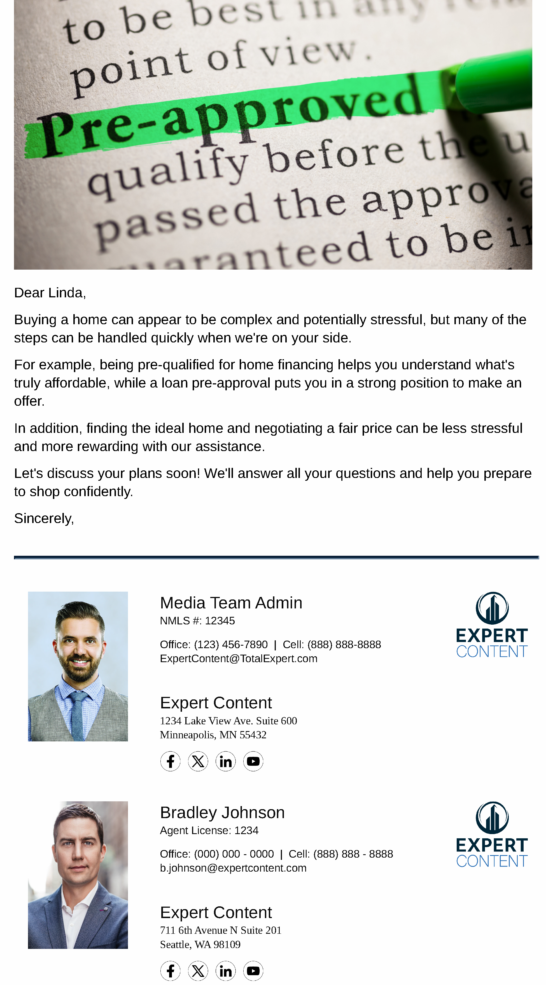 to be best in any rela
point of view.
Pre-approved
qualify before the u
passed the approva
guaranteed to be in
Dear Linda,
Buying a home can appear to be complex and potentially stressful, but many of the
steps can be handled quickly when we're on your side.
For example, being pre-qualified for home financing helps you understand what's
truly affordable, while a loan pre-approval puts you in a strong position to make an
offer.
In addition, finding the ideal home and negotiating a fair price can be less stressful
and more rewarding with our assistance.
Let's discuss your plans soon! We'll answer all your questions and help you prepare
to shop confidently.
Sincerely,
Media Team Admin
NMLS #: 12345
Office: (123) 456-7890 | Cell: (888) 888-8888
ExpertContent@TotalExpert.com
EXPERT
CONTENT
Expert Content
1234 Lake View Ave. Suite 600
Minneapolis, MN 55432
Bradley Johnson
Agent License: 1234
Office: (000) 000 - 0000 | Cell: (888) 888 - 8888
b.johnson@expertcontent.com
EXPERT
CONTENT
Expert Content
711 6th Avenue N Suite 201
Seattle, WA 98109